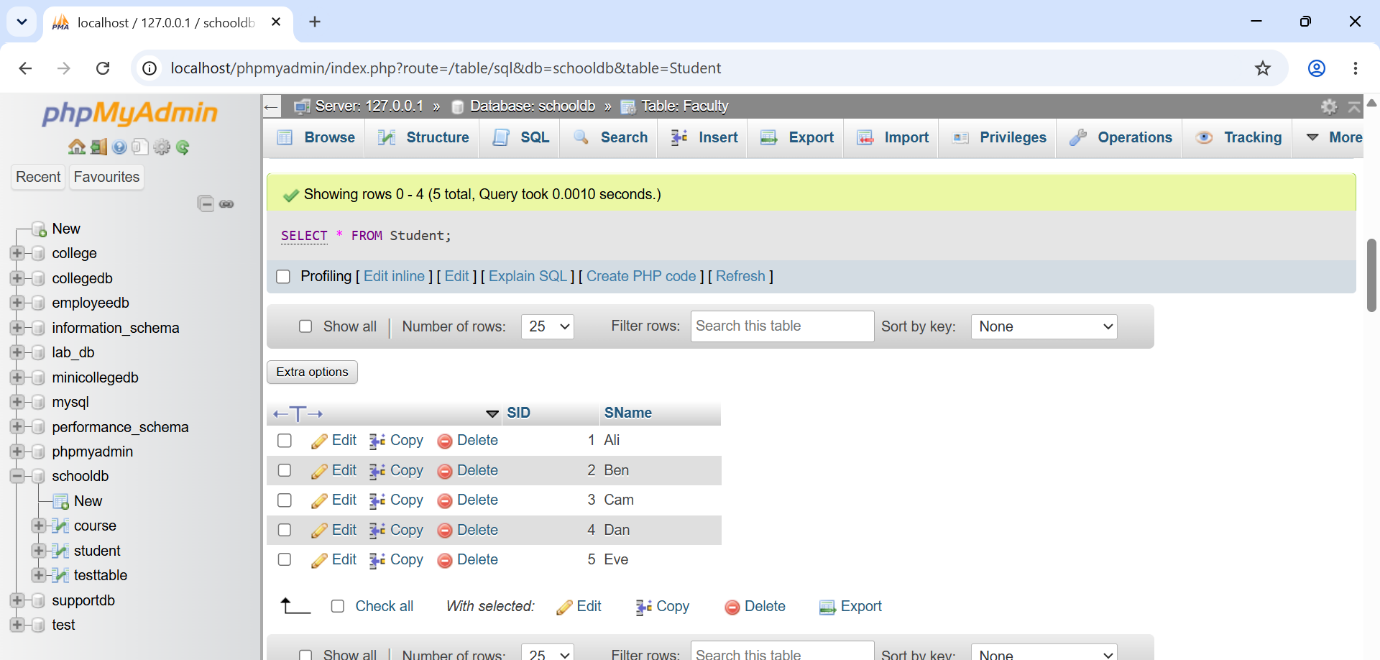 localhost / 127.0.0.1 / schooldb
localhost/phpmyadmin/index.php?route=/table/sql&db=schooldb&table=Student
phpMyAdmin
Recent Favourites
New
college
collegedb
employeedb
information_schema
lab_db
minicollegedb
mysql
performance_schema
phpmyadmin
schooldb
New
course
student
testtable
supportdb
test
Server: 127.0.0.1 » Database: schooldb » Table: Faculty
Browse Structure SQL Search Insert Export Import Privileges Operations Tracking More
Showing rows 0 - 4 (5 total, Query took 0.0010 seconds.)
SELECT * FROM Student;
Profiling [ Edit inline ] [ Edit ] [ Explain SQL ] [ Create PHP code ] [ Refresh ]
Show all Number of rows: 25 Filter rows: Search this table Sort by key: None
Extra options
←T→ SID SName
Edit Copy Delete 1 Ali
Edit Copy Delete 2 Ben
Edit Copy Delete 3 Cam
Edit Copy Delete 4 Dan
Edit Copy Delete 5 Eve
Check all With selected: Edit Copy Delete Export
Show all Number of rows: 25 Filter rows: Search this table Sort by key: None